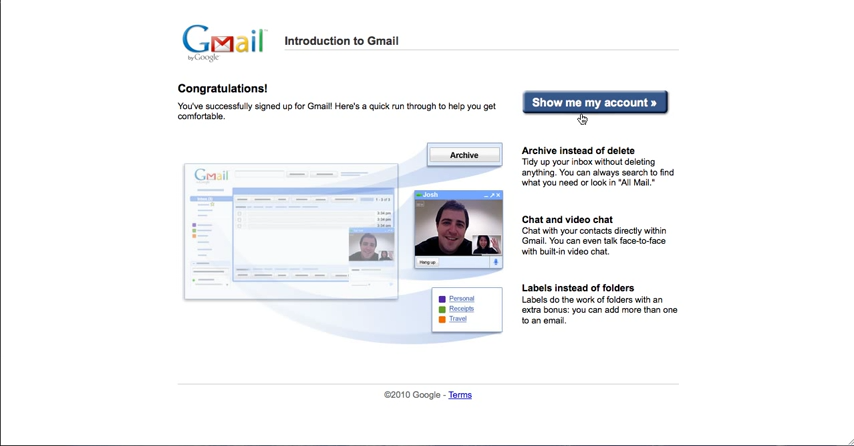 Gmail
by Google
Introduction to Gmail
Congratulations!
You've successfully signed up for Gmail! Here's a quick run through to help you get
comfortable.
Show me my account »
Archive
Archive instead of delete
Tidy up your inbox without deleting
anything. You can always search to find
what you need or look in "All Mail."
Gmail
Josh
Hang up
Chat and video chat
Chat with your contacts directly within
Gmail. You can even talk face-to-face
with built-in video chat.
Personal
Receipts
Travel
Labels instead of folders
Labels do the work of folders with an
extra bonus: you can add more than one
to an email.
©2010 Google - Terms